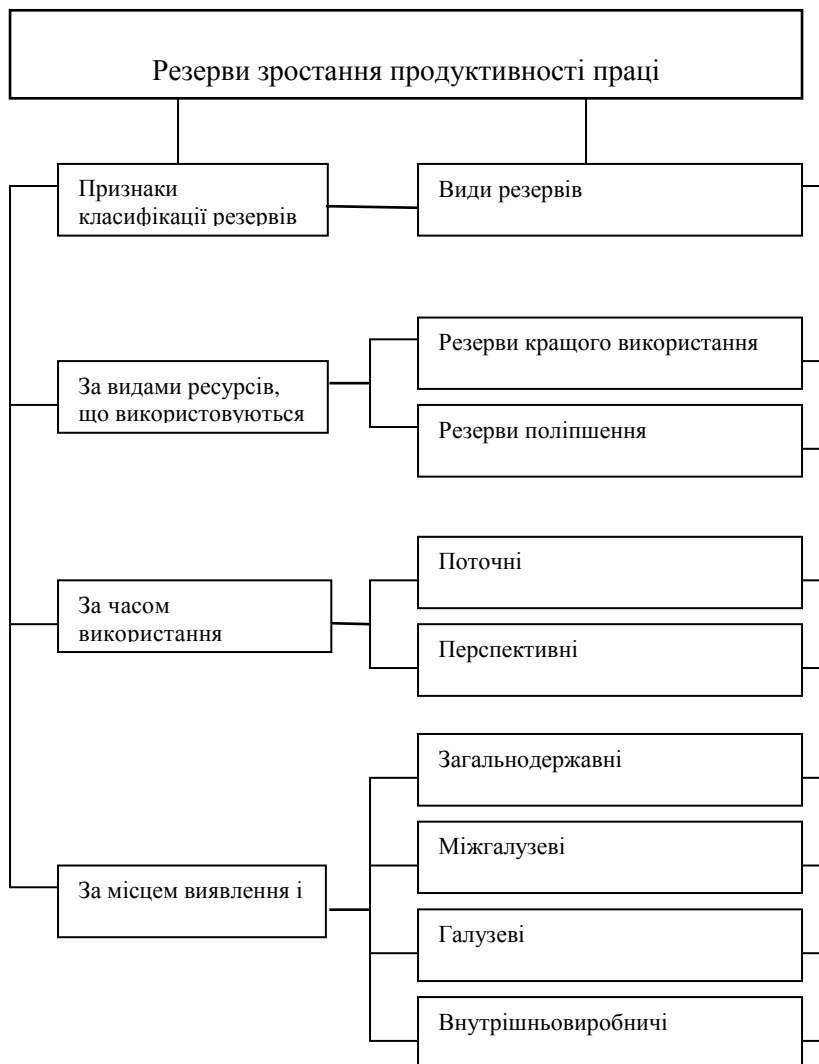 Резерви зростання продуктивності праці
Признаки
класифікації резервів
Види резервів
За видами ресурсів,
що використовуються
Резерви кращого використання
Резерви поліпшення
За часом
використання
Поточні
Перспективні
За місцем виявлення і
Загальнодержавні
Міжгалузеві
Галузеві
Внутрішньовиробничі